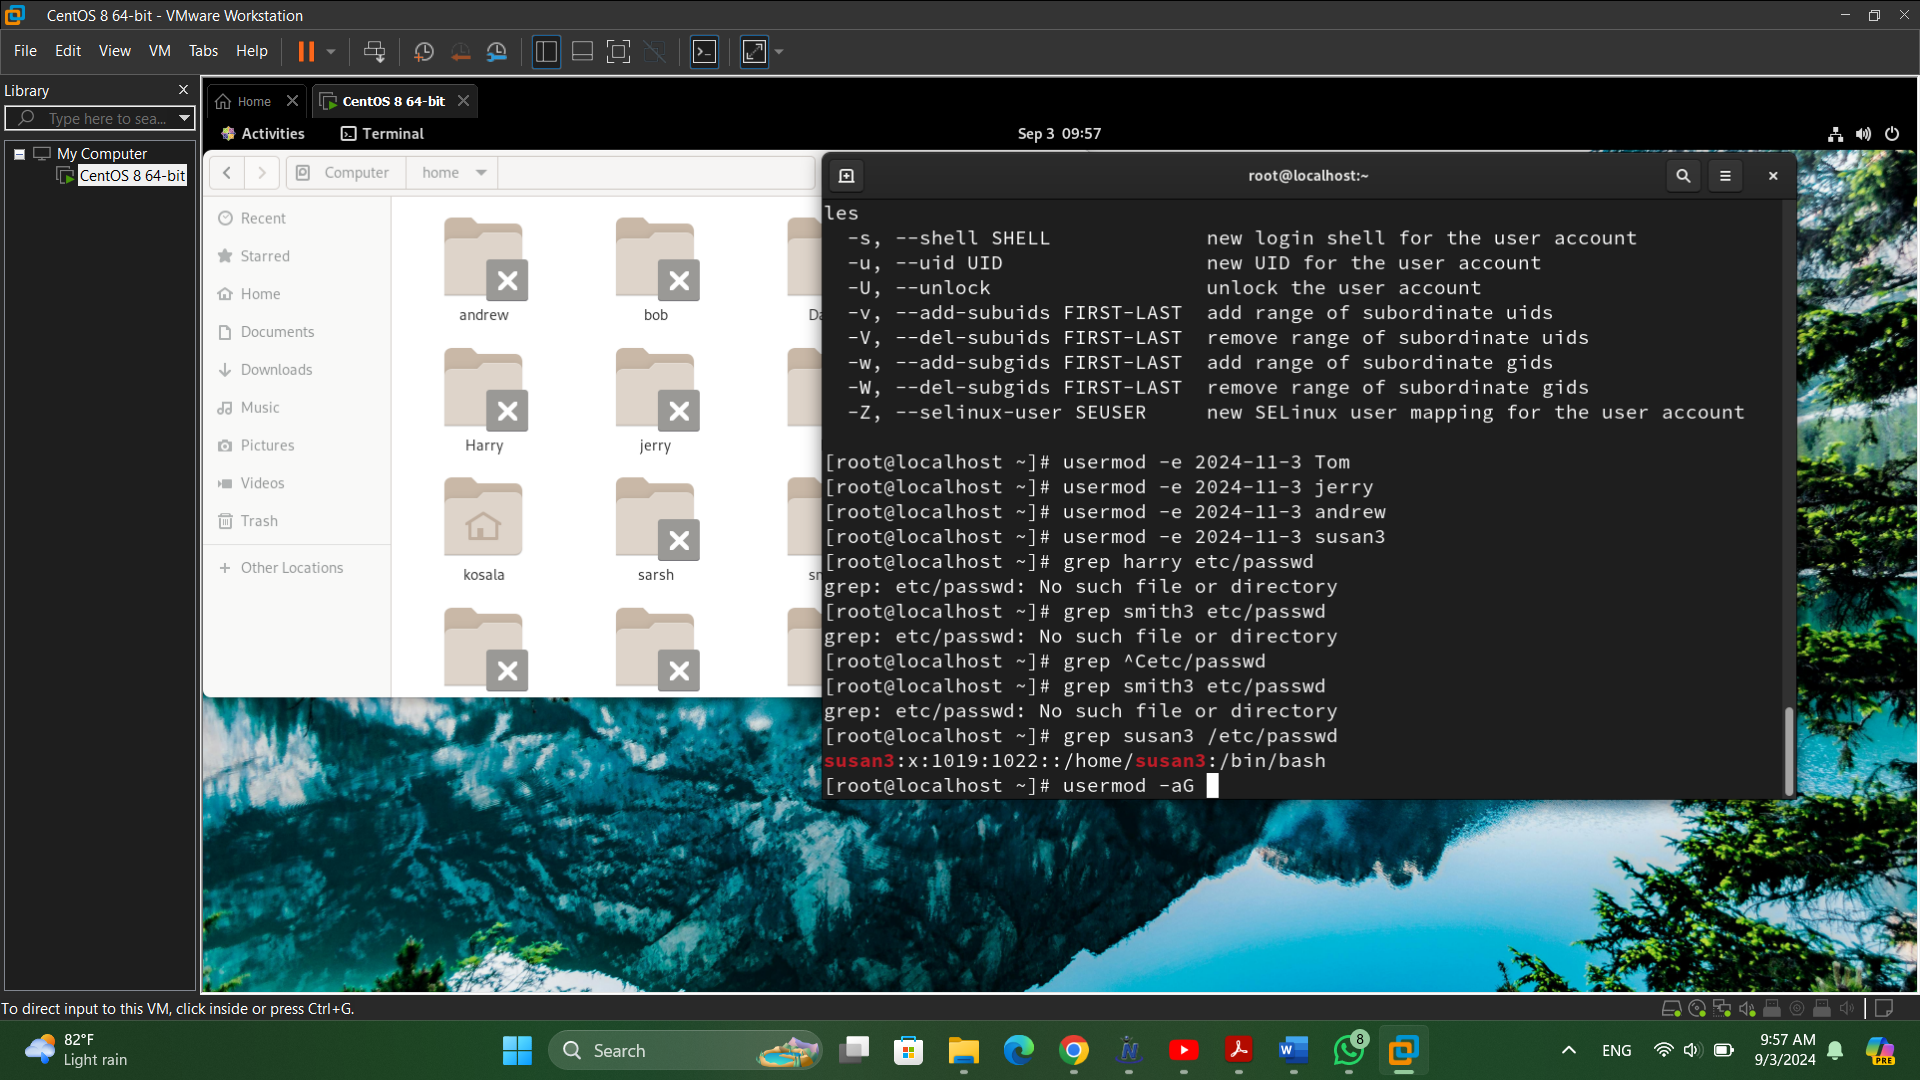 CentOS 8 64-bit - VMware Workstation
File Edit View VM Tabs Help
Library
Type here to sea...
My Computer
CentOS 8 64-bit
Home
CentOS 8 64-bit
Activities
Terminal
Sep 3 09:57
Computer
home
Recent
Starred
Home
Documents
Downloads
Music
Pictures
Videos
Trash
+ Other Locations
andrew
bob
Da
Harry
jerry
kosala
sarsh
sn
root@localhost:~
les
-s, --shell SHELL new login shell for the user account
-u, --uid UID new UID for the user account
-U, --unlock unlock the user account
-v, --add-subuids FIRST-LAST add range of subordinate uids
-V, --del-subuids FIRST-LAST remove range of subordinate uids
-w, --add-subgids FIRST-LAST add range of subordinate gids
-W, --del-subgids FIRST-LAST remove range of subordinate gids
-Z, --selinux-user SEUSER new SELinux user mapping for the user account
[root@localhost ~]# usermod -e 2024-11-3 Tom
[root@localhost ~]# usermod -e 2024-11-3 jerry
[root@localhost ~]# usermod -e 2024-11-3 andrew
[root@localhost ~]# usermod -e 2024-11-3 susan3
[root@localhost ~]# grep harry etc/passwd
grep: etc/passwd: No such file or directory
[root@localhost ~]# grep smith3 etc/passwd
grep: etc/passwd: No such file or directory
[root@localhost ~]# grep ^Cetc/passwd
[root@localhost ~]# grep smith3 etc/passwd
grep: etc/passwd: No such file or directory
[root@localhost ~]# grep susan3 /etc/passwd
susan3:x:1019:1022::/home/susan3:/bin/bash
[root@localhost ~]# usermod -aG
To direct input to this VM, click inside or press Ctrl+G.
82°F
Light rain
Search
8
ENG
9:57 AM
9/3/2024
PRE